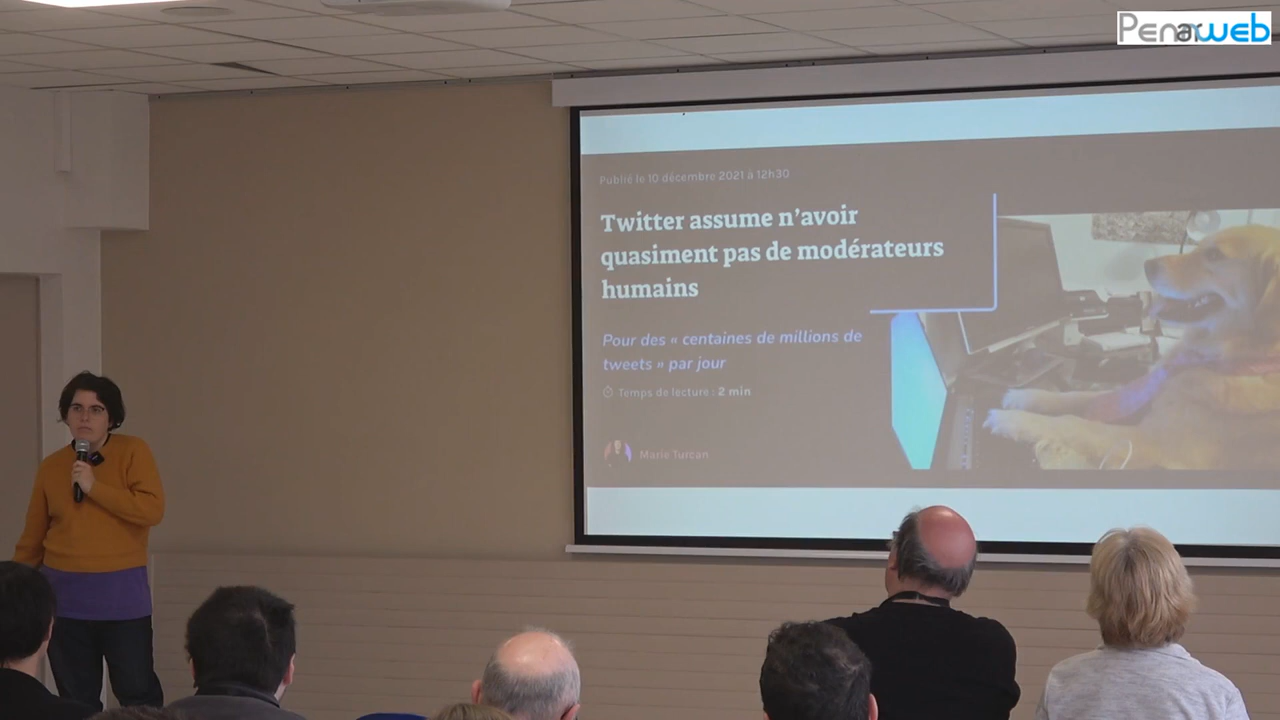 Penarweb
Publié le 10 décembre 2021 à 12h30
Twitter assume n'avoir
quasiment pas de modérateurs
humains
Pour des « centaines de millions de
tweets » par jour
Temps de lecture : 2 min
Marie Turcan